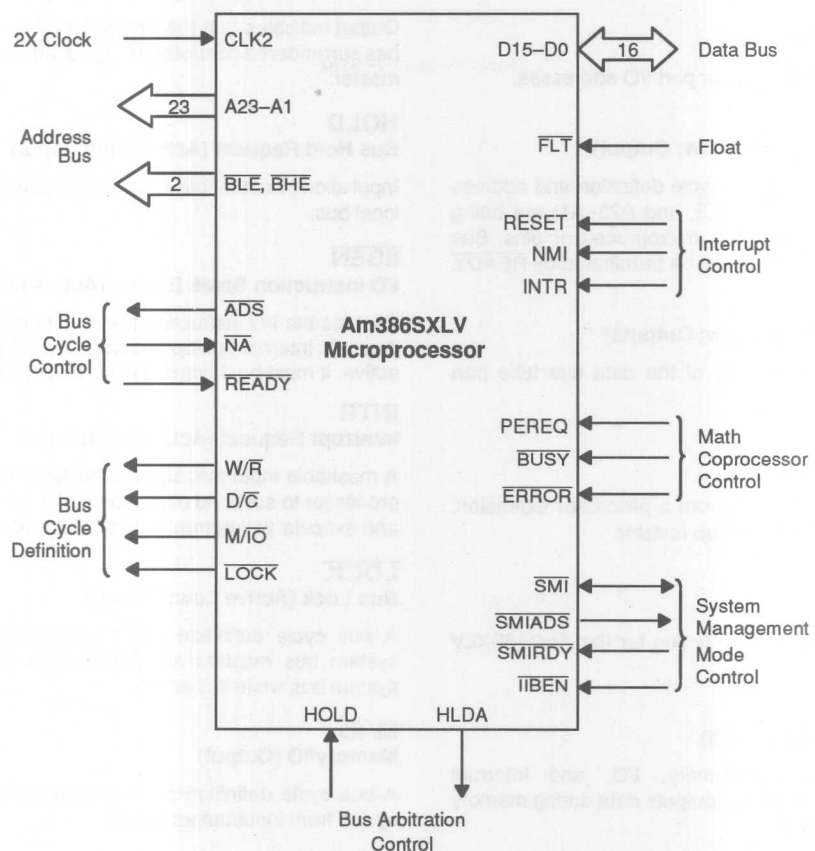 2X Clock
CLK2
D15–D0
16
Data Bus
23
A23–A1
Address
Bus
2
BLE, BHE
FLT
Float
RESET
NMI
INTR
Interrupt
Control
Bus
Cycle
Control
ADS
NA
READY
Am386SXLV
Microprocessor
PEREQ
BUSY
ERROR
Math
Coprocessor
Control
Bus
Cycle
Definition
W/R
D/C
M/IO
LOCK
SMI
SMIADS
SMIRDY
IIBEN
System
Management
Mode
Control
HOLD
HLDA
Bus Arbitration
Control